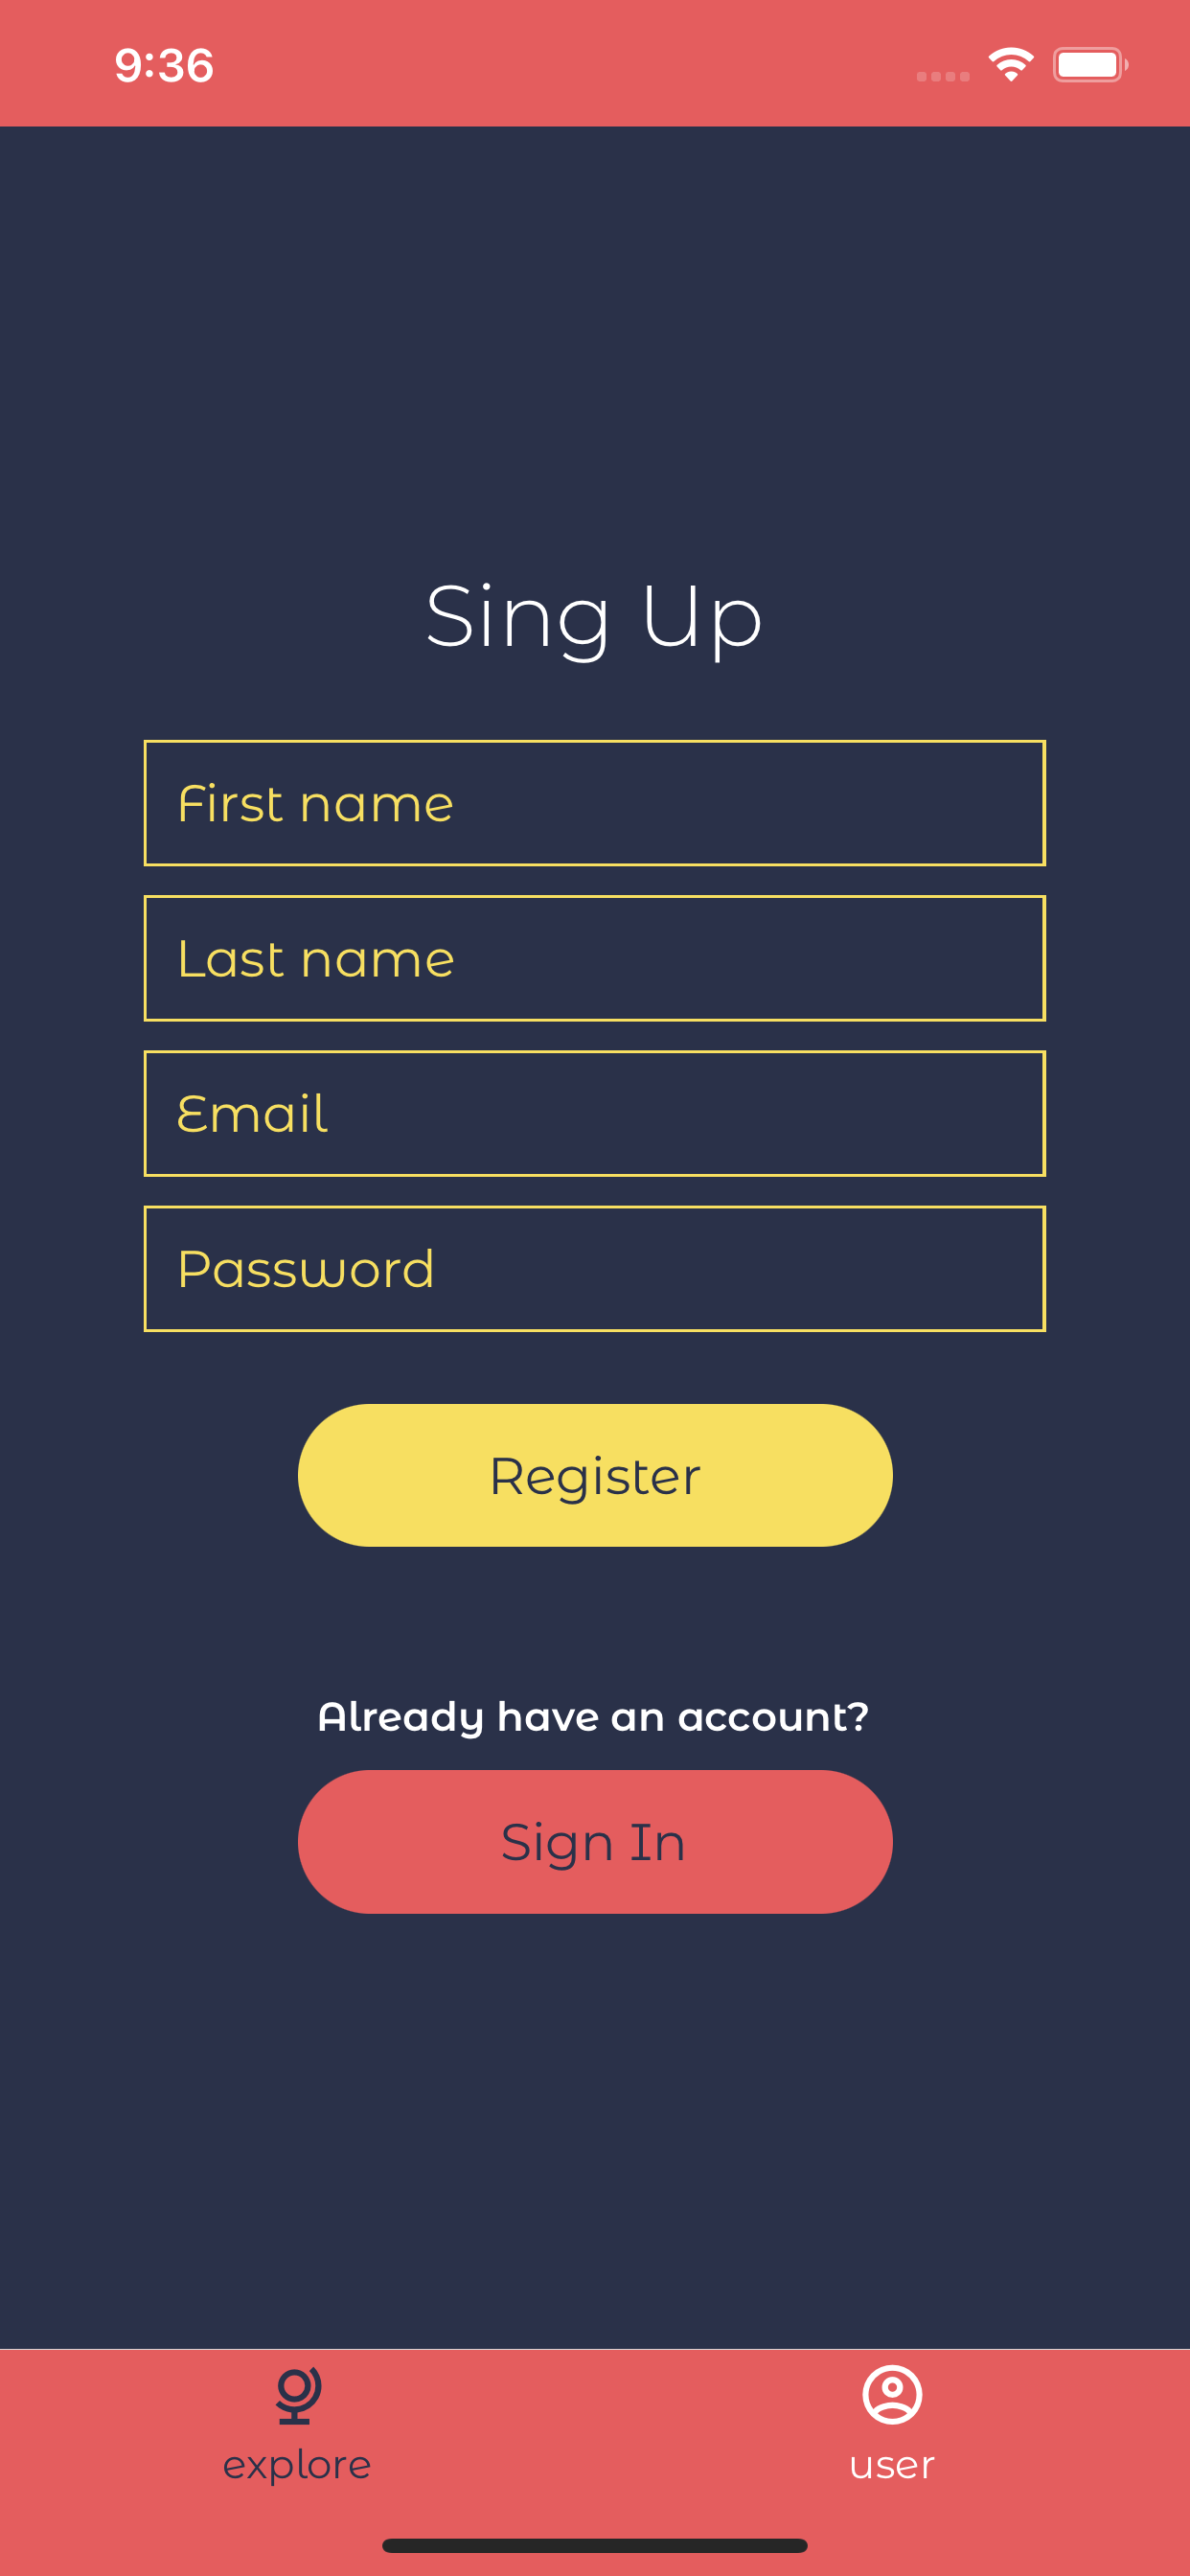 9:36
Sing Up
First name
Last name
Email
Password
Register
Already have an account?
Sign In
explore
user